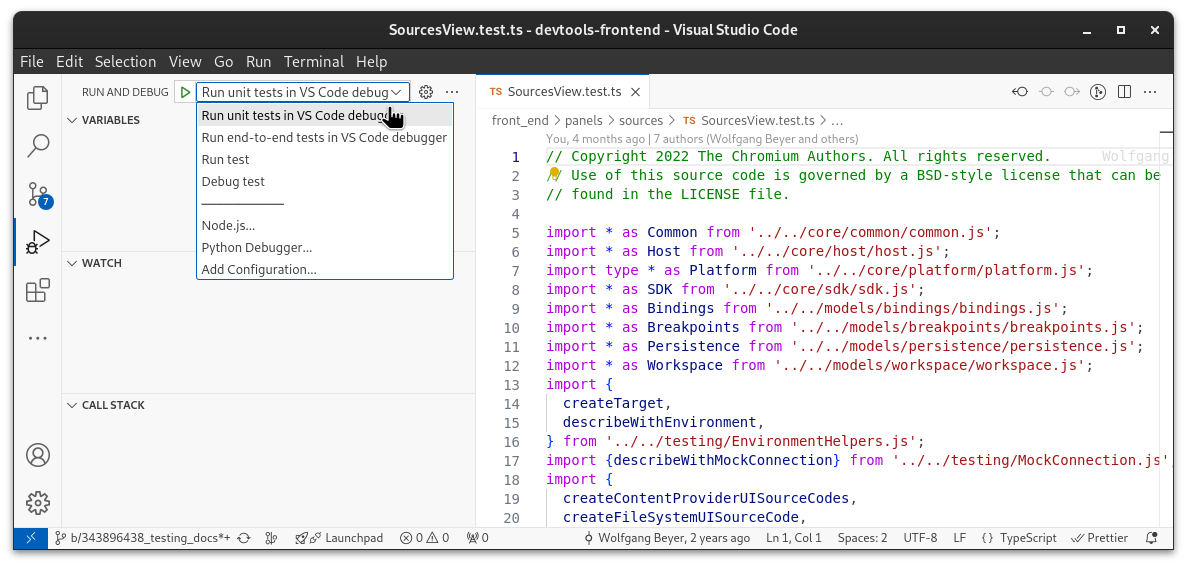 SourcesView.test.ts - devtools-frontend - Visual Studio Code
File Edit Selection View Go Run Terminal Help
RUN AND DEBUG
Run unit tests in VS Code debug
Run unit tests in VS Code debug
Run end-to-end tests in VS Code debugger
Run test
Debug test
Node.js...
Python Debugger...
Add Configuration...
VARIABLES
WATCH
CALL STACK
7
TS SourcesView.test.ts
front_end > panels > sources > TS SourcesView.test.ts > ...
You, 4 months ago | 7 authors (Wolfgang Beyer and others)
1 // Copyright 2022 The Chromium Authors. All rights reserved. Wolfgang
2 // Use of this source code is governed by a BSD-style license that can be
3 // found in the LICENSE file.
4
5 import * as Common from '../../core/common/common.js';
6 import * as Host from '../../core/host/host.js';
7 import type * as Platform from '../../core/platform/platform.js';
8 import * as SDK from '../../core/sdk/sdk.js';
9 import * as Bindings from '../../models/bindings/bindings.js';
10 import * as Breakpoints from '../../models/breakpoints/breakpoints.js';
11 import * as Persistence from '../../models/persistence/persistence.js';
12 import * as Workspace from '../../models/workspace/workspace.js';
13 import {
14 createTarget,
15 describeWithEnvironment,
16 } from '../../testing/EnvironmentHelpers.js';
17 import {describeWithMockConnection} from '../../testing/MockConnection.js'
18 import {
19 createContentProviderUISourceCodes,
20 createFileSystemUISourceCode,
b/343896438_testing_docs*+ Launchpad 0 0 0 Wolfgang Beyer, 2 years ago Ln 1, Col 1 Spaces: 2 UTF-8 LF {} TypeScript Prettier